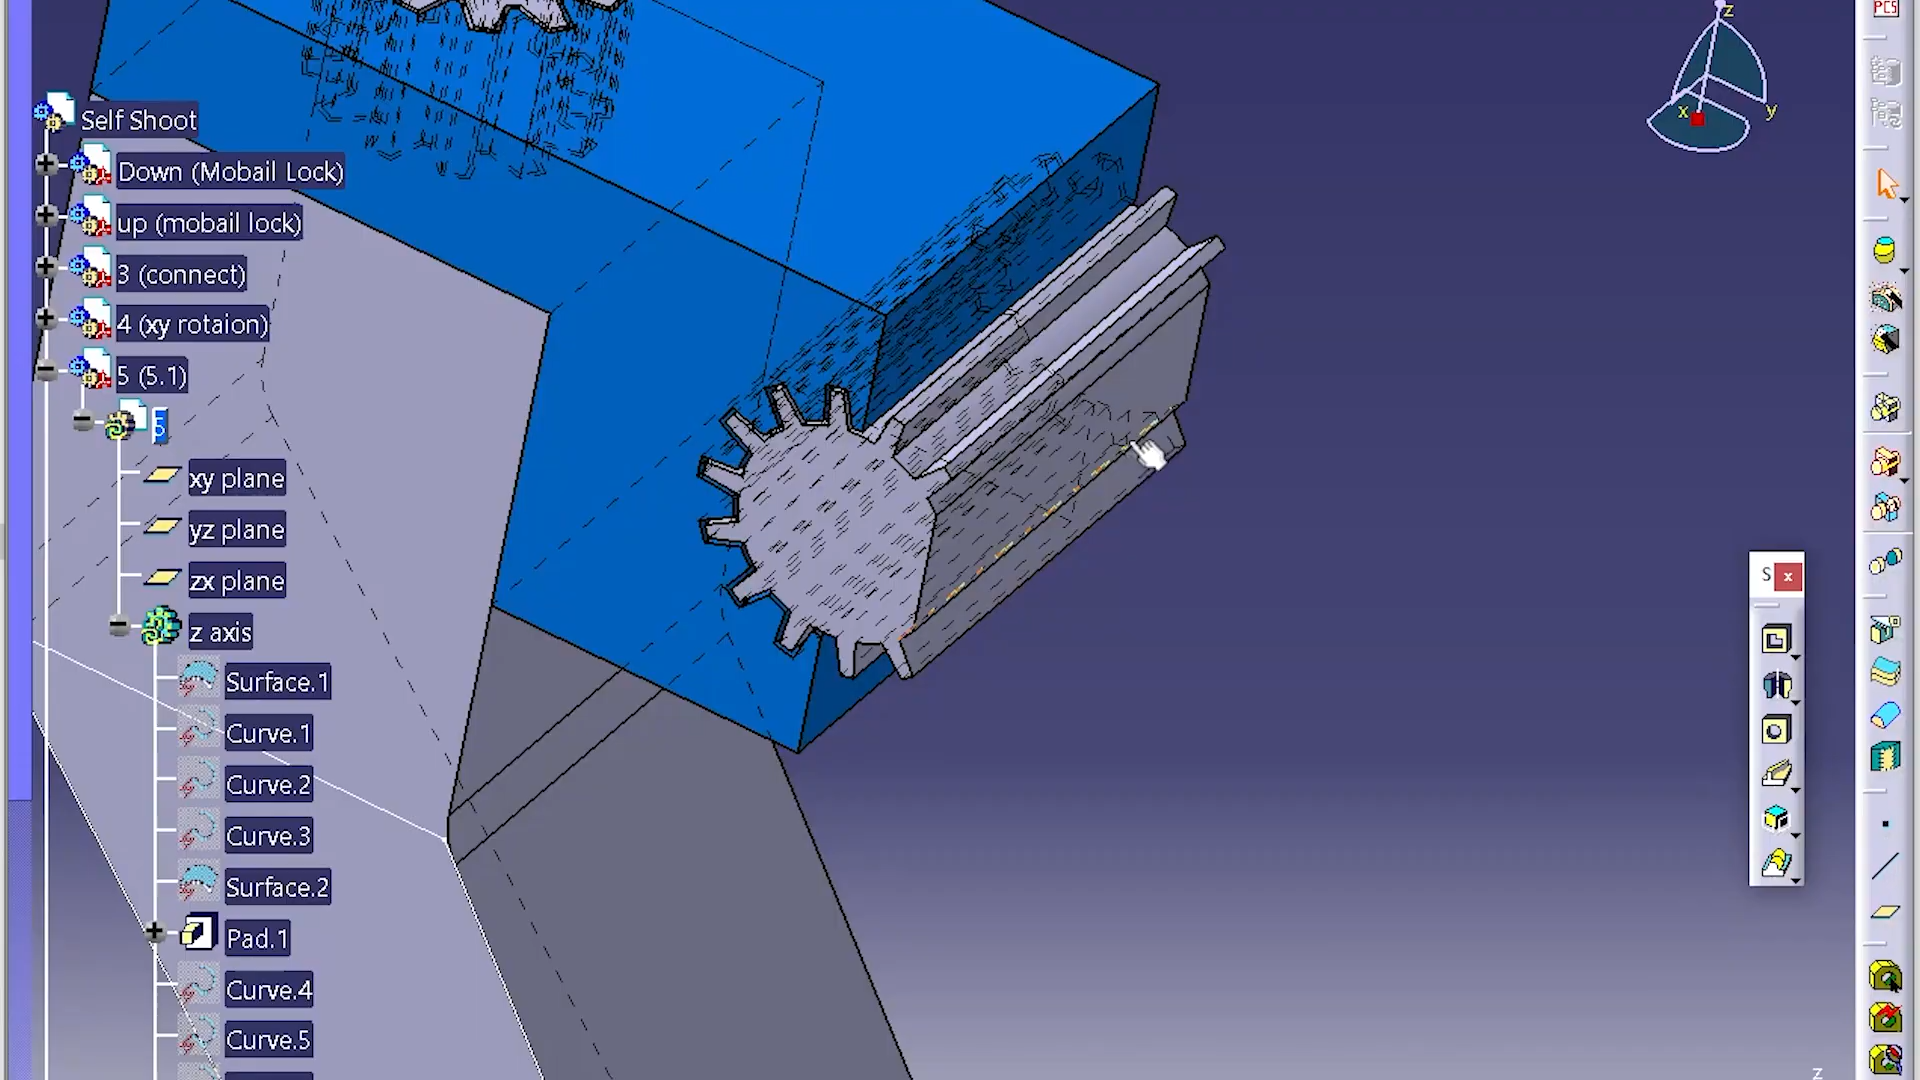 PCS
z
x
y
Self Shoot
Down (Mobail Lock)
up (mobail lock)
3 (connect)
4 (xy rotaion)
5 (5.1)
5
xy plane
yz plane
zx plane
z axis
Surface.1
Curve.1
Curve.2
Curve.3
Surface.2
Pad.1
Curve.4
Curve.5
S x
z